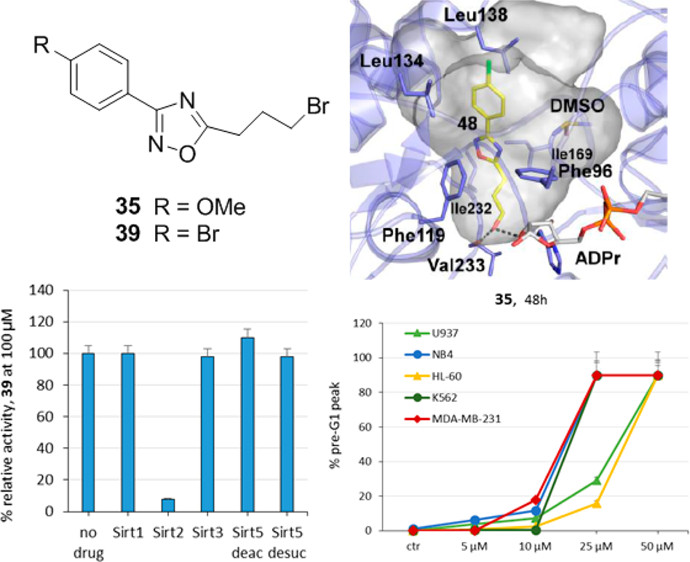 R
N
N
O
Br
35 R = OMe
39 R = Br
Leu138
Leu134
48
DMSO
Ile169
Phe96
Ile232
Phe119
Val233
ADPr
% relative activity, 39 at 100 µM
140
120
100
80
60
40
20
0
no drug
Sirt1
Sirt2
Sirt3
Sirt5 deac
Sirt5 desuc
35, 48h
% pre-G1 peak
120
100
80
60
40
20
0
U937
NB4
HL-60
K562
MDA-MB-231
ctr
5 µM
10 µM
25 µM
50 µM